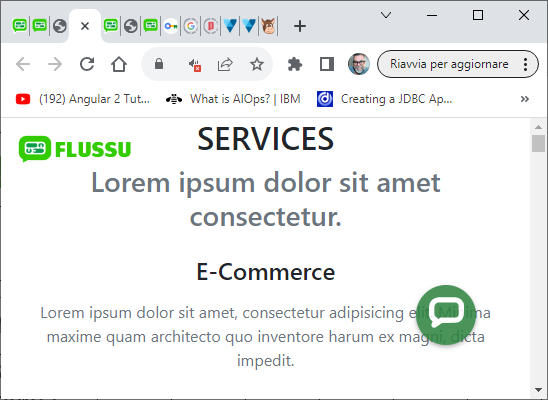 Riavvia per aggiornare
(192) Angular 2 Tut...
What is AIOps? | IBM
Creating a JDBC Ap...
FLUSSU
SERVICES
Lorem ipsum dolor sit amet
consectetur.
E-Commerce
Lorem ipsum dolor sit amet, consectetur adipisicing elit. Minima
maxime quam architecto quo inventore harum ex magni, dicta
impedit.